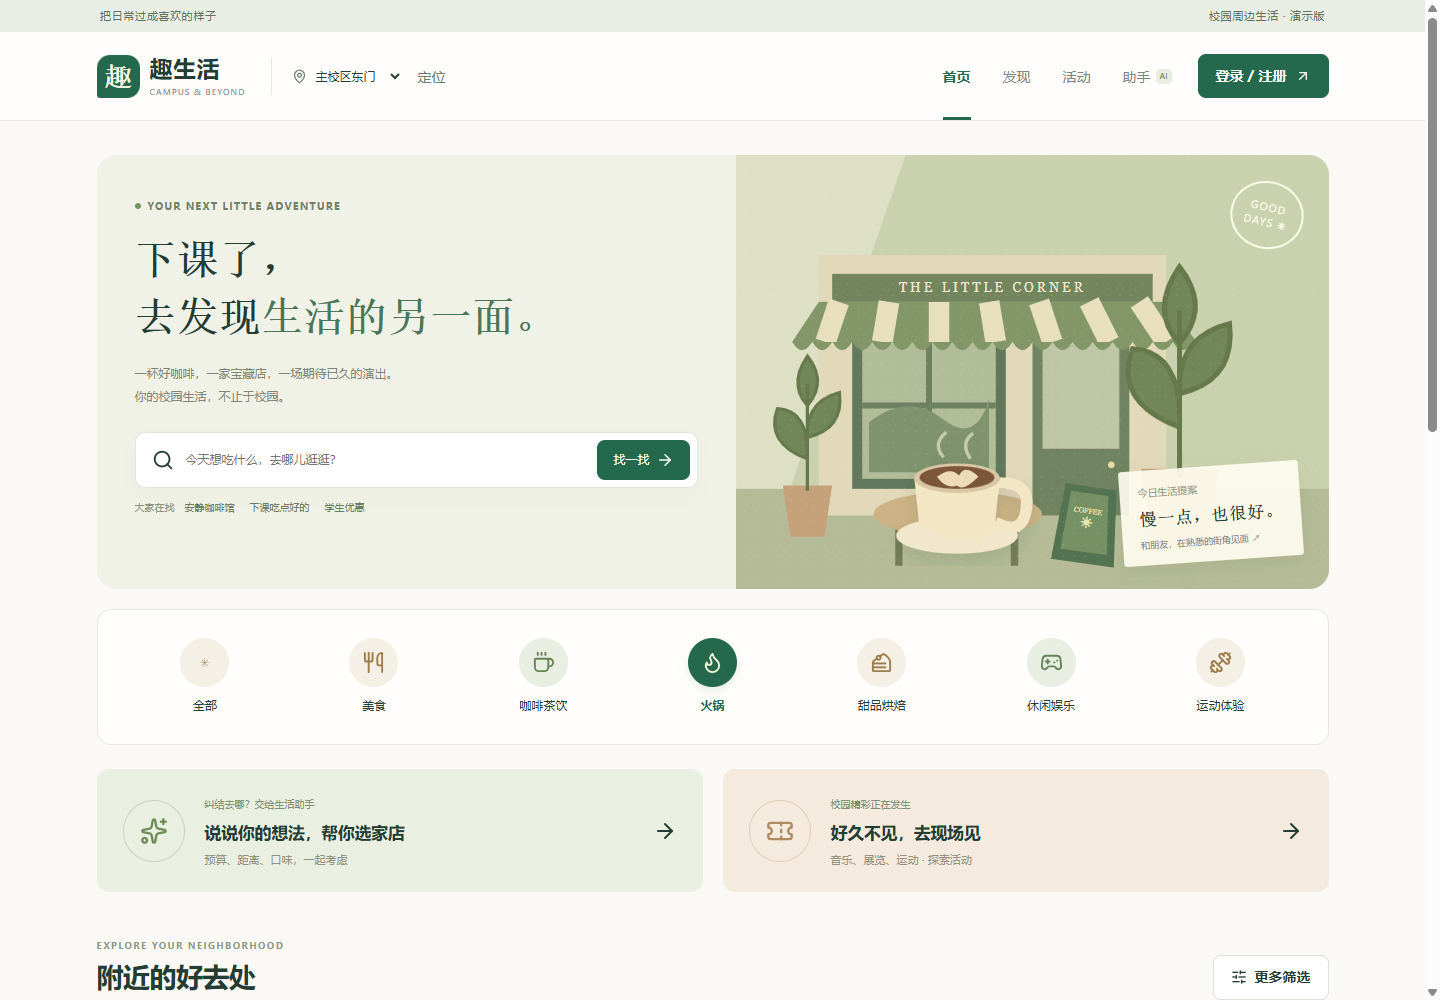 把日常过成喜欢的样子
校园周边生活 · 演示版
趣
趣生活
CAMPUS & BEYOND
主校区东门
定位
首页
发现
活动
助手 AI
登录 / 注册
YOUR NEXT LITTLE ADVENTURE
下课了，
去发现生活的另一面。
一杯好咖啡，一家宝藏店，一场期待已久的演出。
你的校园生活，不止于校园。
今天想吃什么，去哪儿逛逛？
找一找
大家在找 安静咖啡馆 下课吃点好的 学生优惠
GOOD
DAYS
THE LITTLE CORNER
COFFEE
今日生活提案
慢一点，也很好。
和朋友，在熟悉的街角见面 ↗
全部
美食
咖啡茶饮
火锅
甜品烘焙
休闲娱乐
运动体验
纠结去哪？交给生活助手
说说你的想法，帮你选家店
预算、距离、口味，一起考虑
校园精彩正在发生
好久不见，去现场见
音乐、展览、运动 · 探索活动
EXPLORE YOUR NEIGHBORHOOD
附近的好去处
更多筛选